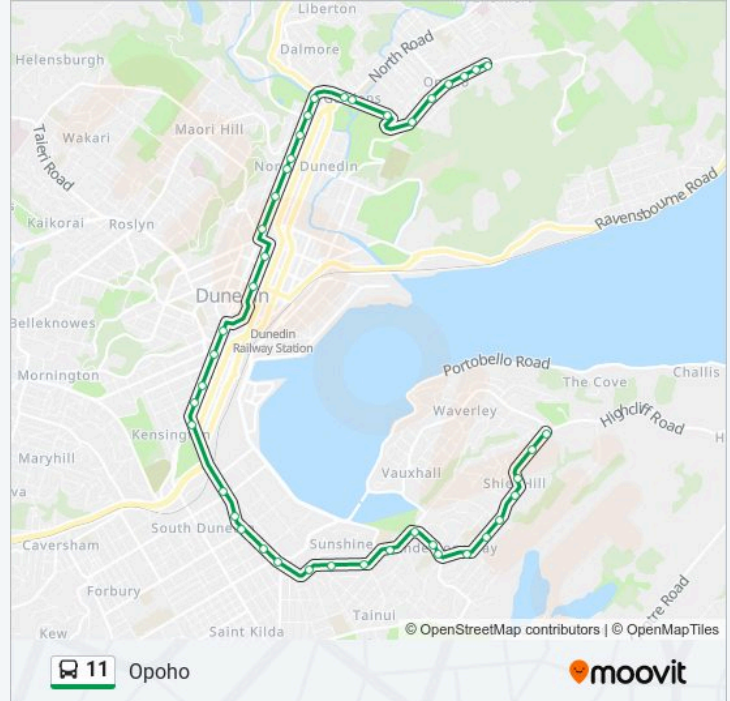 Liberton
Dalmore
North Road
Helensburgh
Maori Hill
Taieri Road
Wakari
Kaikorai
Roslyn
Ravensbourne Road
Dunedin
Belleknowes
Dunedin
Railway Station
Mornington
Portobello Road
The Cove
Challis
Waverley
Highcliff Road
Kensington
Maryhill
Vauxhall
South Dunedin
Sunshine
Caversham
Forbury
Tainui
Kew
Saint Kilda
© OpenStreetMap contributors | © OpenMapTiles
11 Opoho
moovit